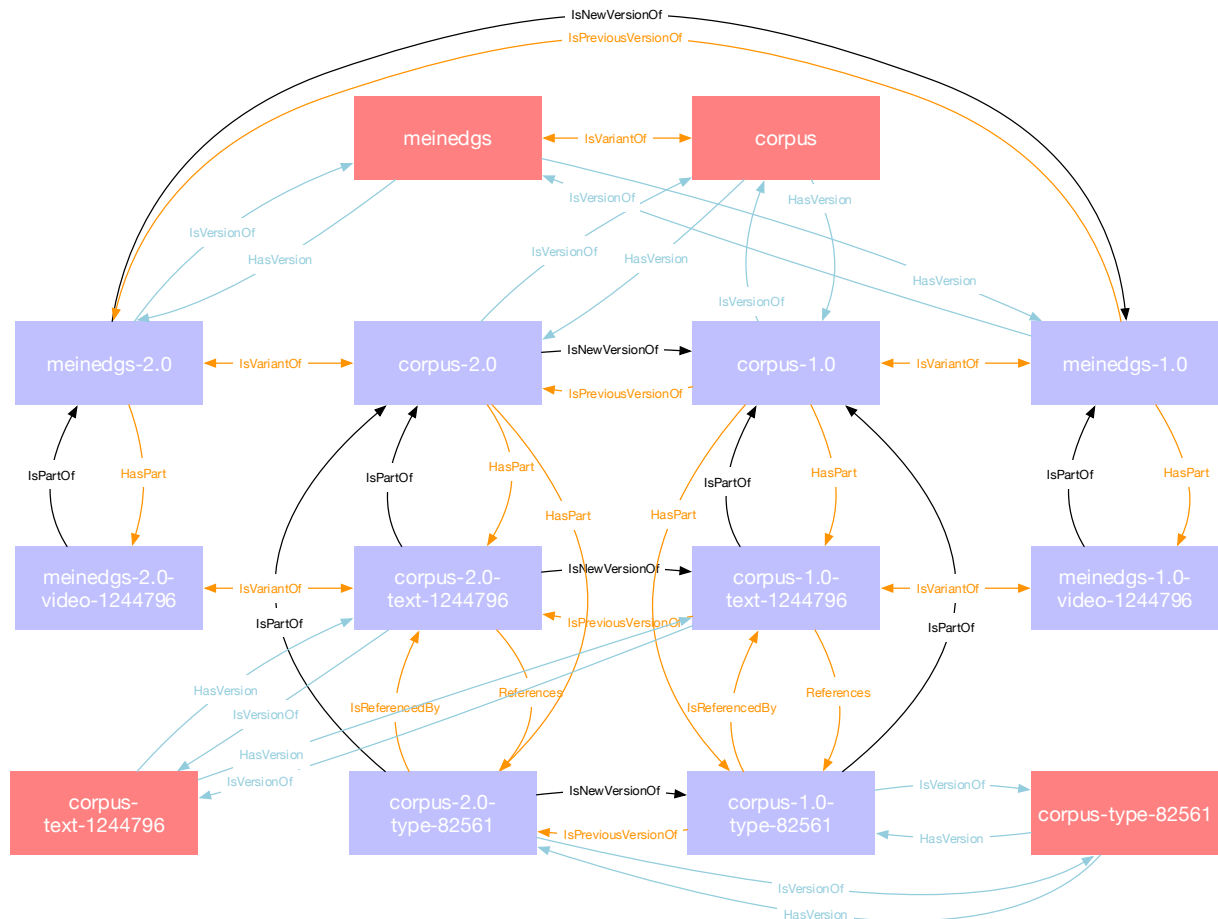 IsNewVersionOf
IsPreviousVersionOf
meinedgs
IsVariantOf
corpus
IsVersionOf
HasVersion
IsVersionOf
IsVersionOf
HasVersion
HasVersion
HasVersion
IsVersionOf
meinedgs-2.0
IsVariantOf
corpus-2.0
IsNewVersionOf
IsPreviousVersionOf
corpus-1.0
IsVariantOf
meinedgs-1.0
IsPartOf
HasPart
IsPartOf
HasPart
HasPart
HasPart
IsPartOf
HasPart
IsPartOf
HasPart
meinedgs-2.0-
video-1244796
IsVariantOf
corpus-2.0-
text-1244796
IsNewVersionOf
IsPreviousVersionOf
corpus-1.0-
text-1244796
IsVariantOf
meinedgs-1.0-
video-1244796
IsPartOf
IsPartOf
HasVersion
IsVersionOf
IsReferencedBy
References
IsReferencedBy
References
HasVersion
IsVersionOf
corpus-
text-1244796
corpus-2.0-
type-82561
IsNewVersionOf
IsPreviousVersionOf
corpus-1.0-
type-82561
IsVersionOf
HasVersion
corpus-type-82561
IsVersionOf
HasVersion